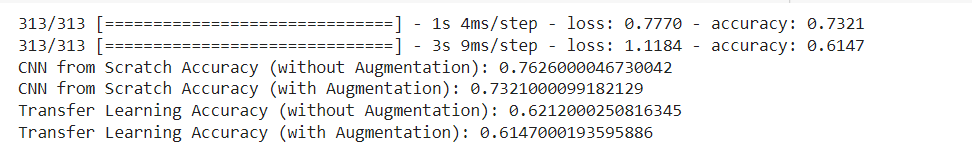 313/313 [==============================] - 1s 4ms/step - loss: 0.7770 - accuracy: 0.7321
313/313 [==============================] - 3s 9ms/step - loss: 1.1184 - accuracy: 0.6147
CNN from Scratch Accuracy (without Augmentation): 0.7626000046730042
CNN from Scratch Accuracy (with Augmentation): 0.7321000099182129
Transfer Learning Accuracy (without Augmentation): 0.6212000250816345
Transfer Learning Accuracy (with Augmentation): 0.6147000193595886